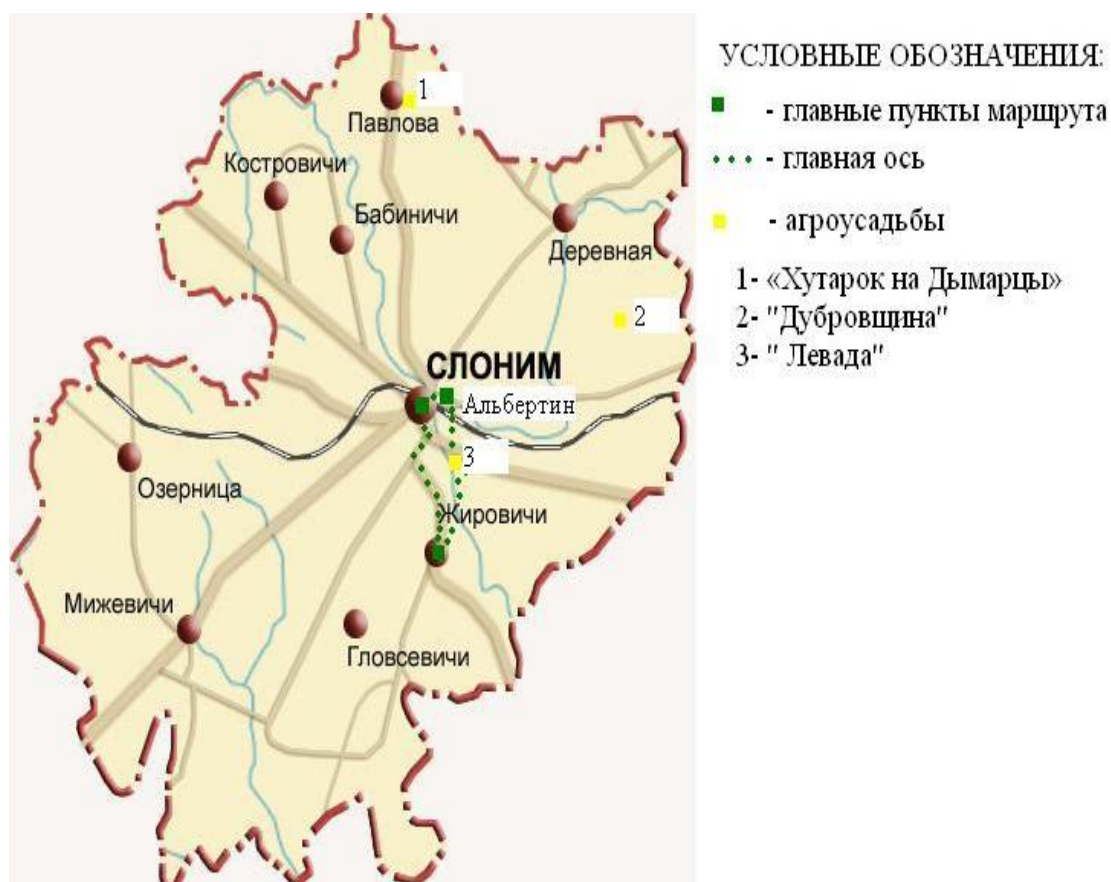 1
Павлова
Костровичи
Бабиничи
Деревная
2
СЛОНИМ
Альбертин
3
Озерница
Жировичи
Мижевичи
Гловсевичи
УСЛОВНЫЕ ОБОЗНАЧЕНИЯ:
- главные пункты маршрута
- главная ось
- агроусадьбы
1- «Хутарок на Дымарцы»
2- "Дубровщина"
3- " Левада"